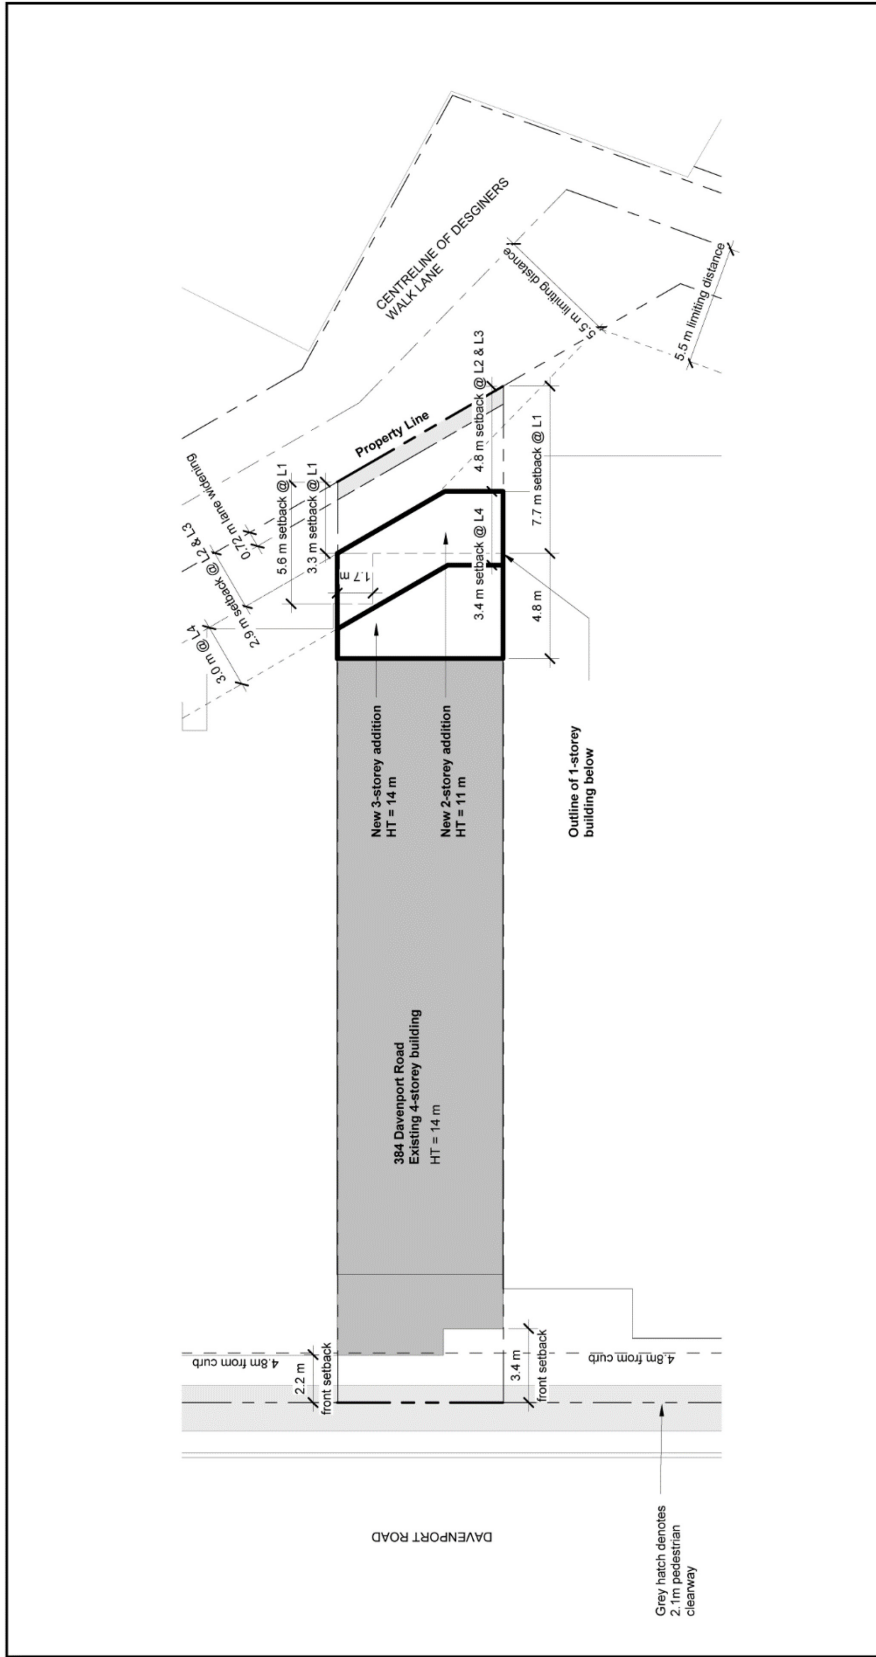 CENTRELINE OF DESGINERS
WALK LANE
5.5 m limiting distance
5.5 m limiting distance
Property Line
0.72 m lane widening
2.9 m setback @ L2 & L3
3.0 m @ L4
5.6 m setback @ L1
3.3 m setback @ L1
1.7 m
4.8 m setback @ L2 & L3
3.4 m setback @ L4
7.7 m setback @ L1
4.8 m
New 3-storey addition
HT = 14 m
New 2-storey addition
HT = 11 m
Outline of 1-storey
building below
384 Davenport Road
Existing 4-storey building
HT = 14 m
4.8m from curb
2.2 m
front setback
3.4 m
front setback
4.8m from curb
DAVENPORT ROAD
Grey hatch denotes
2.1m pedestrian
clearway